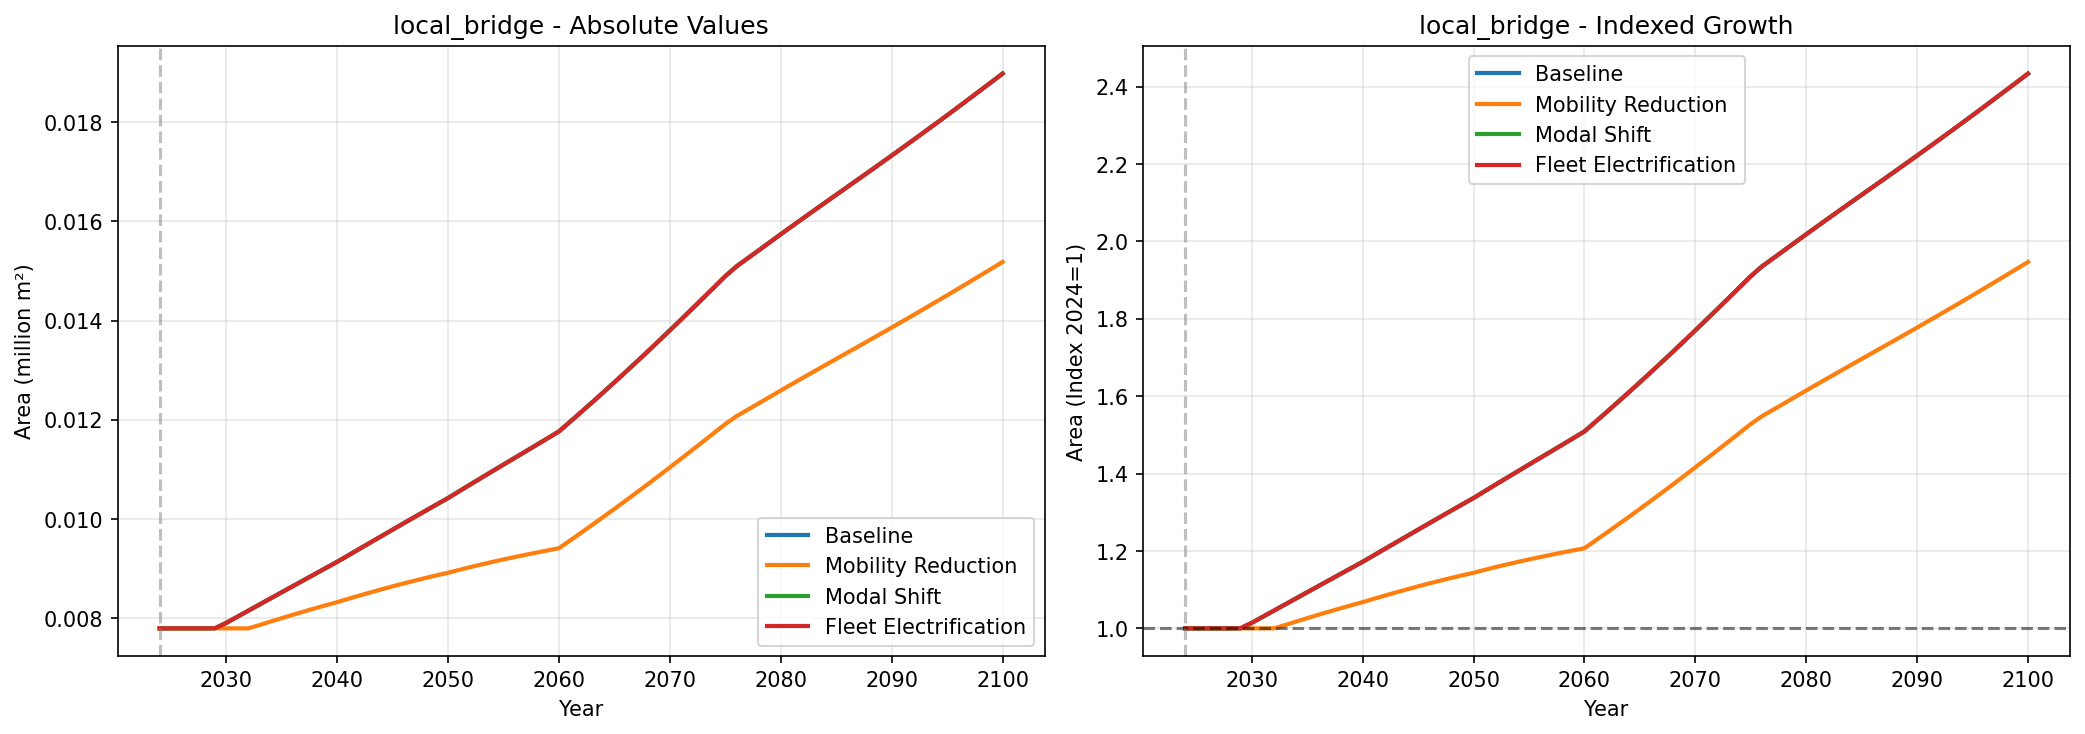 local_bridge - Absolute Values
Area (million m²)
0.018
0.016
0.014
0.012
0.010
0.008
Baseline
Mobility Reduction
Modal Shift
Fleet Electrification
2030 2040 2050 2060 2070 2080 2090 2100
Year
local_bridge - Indexed Growth
Area (Index 2024=1)
2.4
2.2
2.0
1.8
1.6
1.4
1.2
1.0
Baseline
Mobility Reduction
Modal Shift
Fleet Electrification
2030 2040 2050 2060 2070 2080 2090 2100
Year